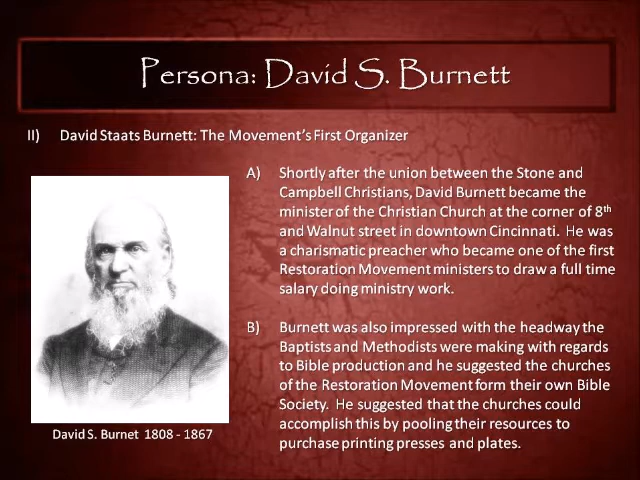 Persona: David S. Burnett
II) David Staats Burnett: The Movement's First Organizer
A) Shortly after the union between the Stone and
Campbell Christians, David Burnett became the
minister of the Christian Church at the corner of 8th
and Walnut street in downtown Cincinnati. He was
a charismatic preacher who became one of the first
Restoration Movement ministers to draw a full time
salary doing ministry work.
B) Burnett was also impressed with the headway the
Baptists and Methodists were making with regards
to Bible production and he suggested the churches
of the Restoration Movement form their own Bible
Society. He suggested that the churches could
accomplish this by pooling their resources to
purchase printing presses and plates.
David S. Burnet 1808 - 1867